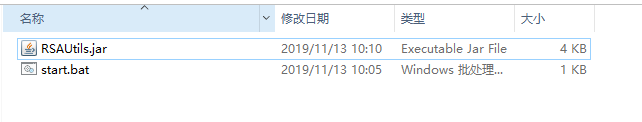 名称 修改日期 类型 大小
RSAUtils.jar 2019/11/13 10:10 Executable Jar File 4 KB
start.bat 2019/11/13 10:05 Windows 批处理... 1 KB